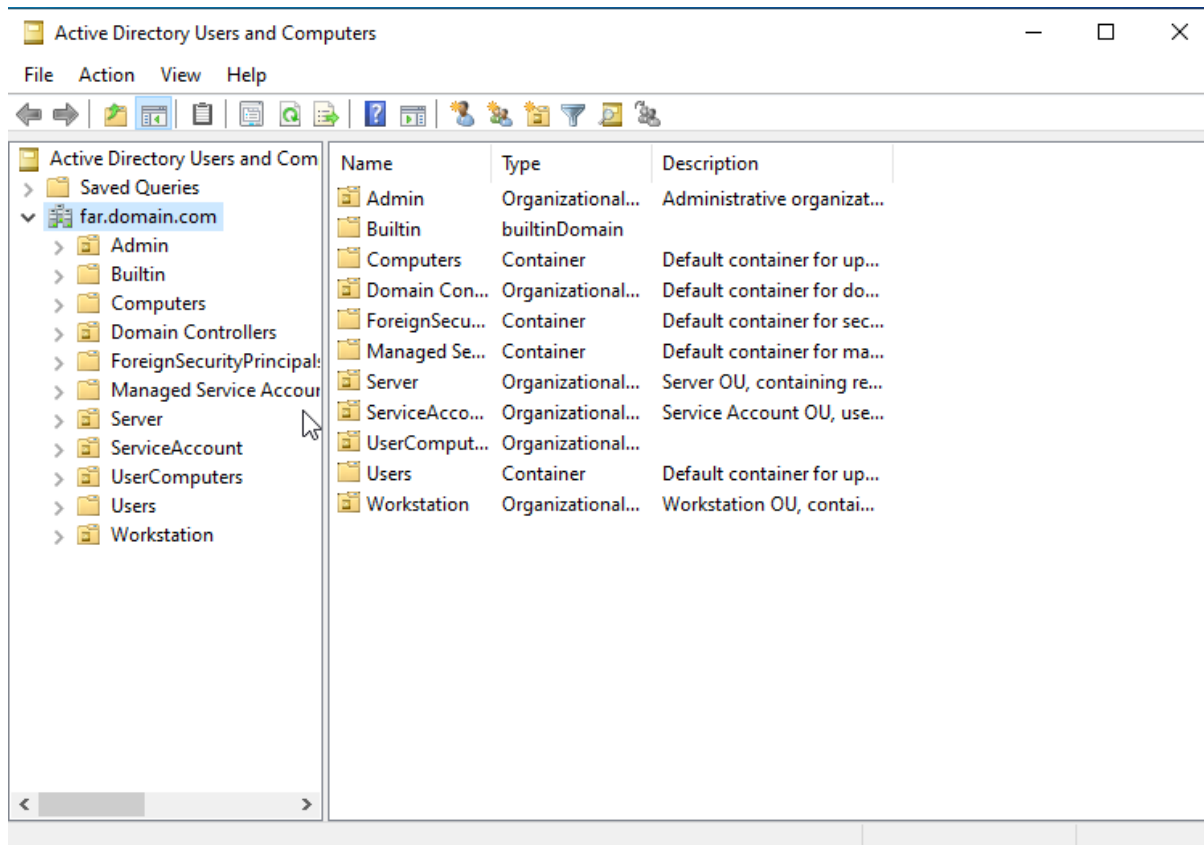 Active Directory Users and Computers
File Action View Help
Active Directory Users and Com
Saved Queries
far.domain.com
Admin
Builtin
Computers
Domain Controllers
ForeignSecurityPrincipals
Managed Service Accour
Server
ServiceAccount
UserComputers
Users
Workstation
Name Type Description
Admin Organizational... Administrative organizat...
Builtin builtinDomain
Computers Container Default container for up...
Domain Con... Organizational... Default container for do...
ForeignSecu... Container Default container for sec...
Managed Se... Container Default container for ma...
Server Organizational... Server OU, containing re...
ServiceAcco... Organizational... Service Account OU, use...
UserComput... Organizational...
Users Container Default container for up...
Workstation Organizational... Workstation OU, contai...